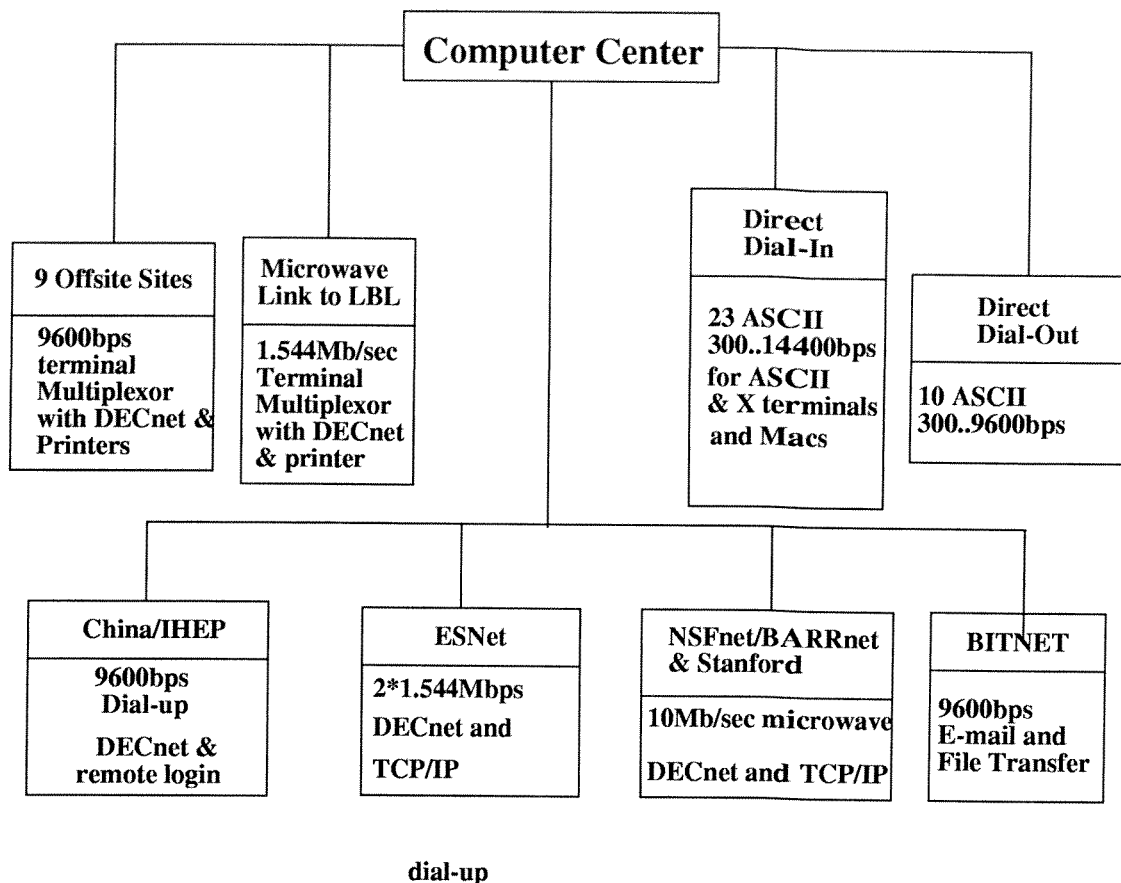 Computer Center
9 Offsite Sites
9600bps
terminal
Multiplexor
with DECnet &
Printers
Microwave
Link to LBL
1.544Mb/sec
Terminal
Multiplexor
with DECnet
& printer
Direct
Dial-In
23 ASCII
300..14400bps
for ASCII
& X terminals
and Macs
Direct
Dial-Out
10 ASCII
300..9600bps
China/IHEP
9600bps
Dial-up
DECnet &
remote login
ESNet
2*1.544Mbps
DECnet and
TCP/IP
NSFnet/BARRnet
& Stanford
10Mb/sec microwave
DECnet and TCP/IP
BITNET
9600bps
E-mail and
File Transfer
dial-up